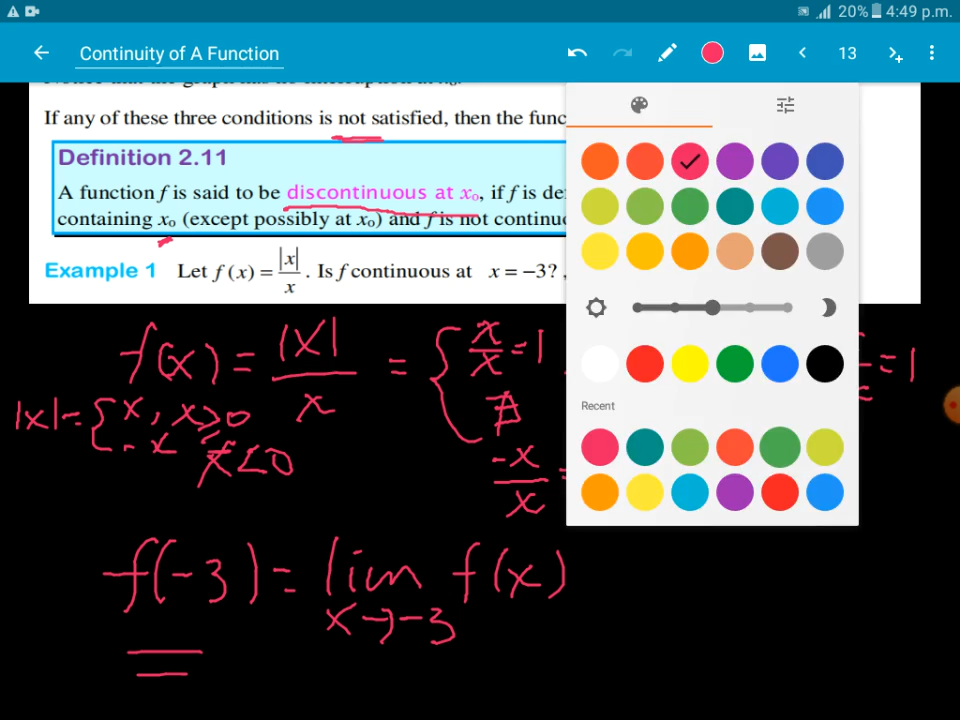 20% 4:49 p.m.
Continuity of A Function
13
If any of these three conditions is not satisfied, then the func
Definition 2.11
A function f is said to be discontinuous at x₀, if f is de
containing x₀ (except possibly at x₀) and f is not continuo
Example 1 Let f(x) = |x|/x. Is f continuous at x = −3?
f(x) = |x|/x = { x/x = 1
= 1
∄
|x| = { x, x ≥ 0
-x x < 0
-x/x =
f(-3) = lim f(x)
x→-3
Recent